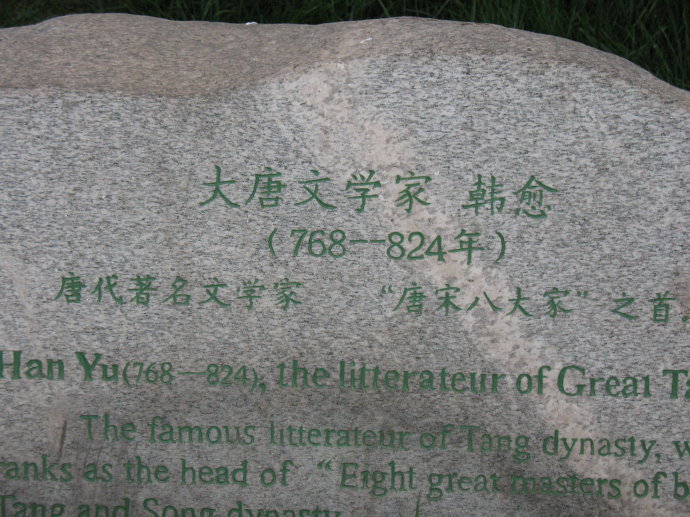 大唐文学家 韩愈
（768--824年）
唐代著名文学家 “唐宋八大家”之首。
Han Yu(768—824), the litterateur of Great
The famous litterateur of Tang dynasty,
ranks as the head of “Eight great masters of
Tang and Song dynasty